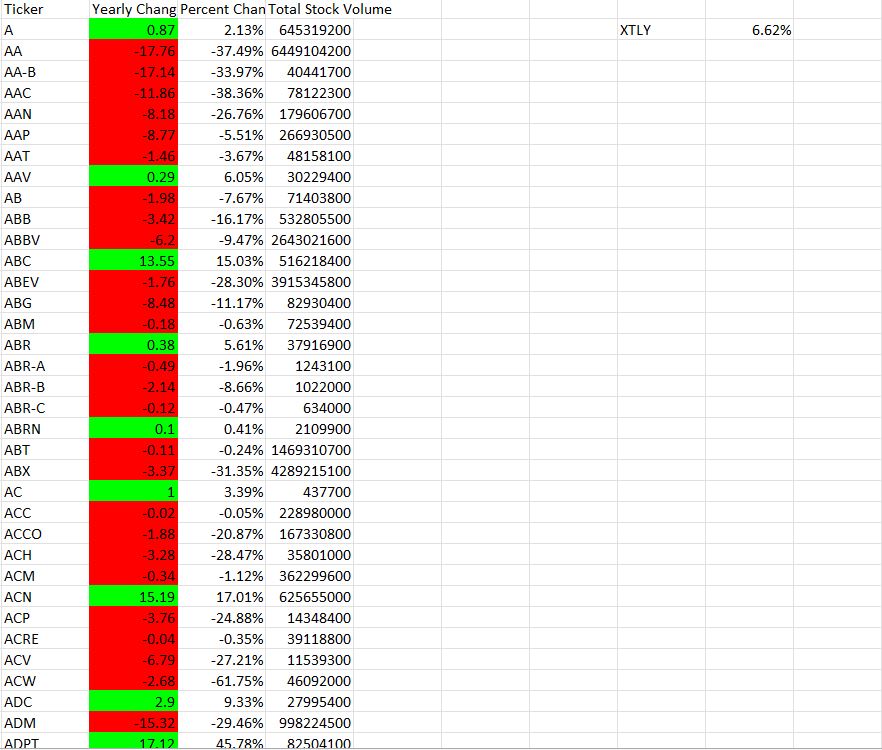 Ticker Yearly Chang Percent Chan Total Stock Volume
A 0.87 2.13% 645319200 XTLY 6.62%
AA -17.76 -37.49% 6449104200
AA-B -17.14 -33.97% 40441700
AAC -11.86 -38.36% 78122300
AAN -8.18 -26.76% 179606700
AAP -8.77 -5.51% 266930500
AAT -1.46 -3.67% 48158100
AAV 0.29 6.05% 30229400
AB -1.98 -7.67% 71403800
ABB -3.42 -16.17% 532805500
ABBV -6.2 -9.47% 2643021600
ABC 13.55 15.03% 516218400
ABEV -1.76 -28.30% 3915345800
ABG -8.48 -11.17% 82930400
ABM -0.18 -0.63% 72539400
ABR 0.38 5.61% 37916900
ABR-A -0.49 -1.96% 1243100
ABR-B -2.14 -8.66% 1022000
ABR-C -0.12 -0.47% 634000
ABRN 0.1 0.41% 2109900
ABT -0.11 -0.24% 1469310700
ABX -3.37 -31.35% 4289215100
AC 1 3.39% 437700
ACC -0.02 -0.05% 228980000
ACCO -1.88 -20.87% 167330800
ACH -3.28 -28.47% 35801000
ACM -0.34 -1.12% 362299600
ACN 15.19 17.01% 625655000
ACP -3.76 -24.88% 14348400
ACRE -0.04 -0.35% 39118800
ACV -6.79 -27.21% 11539300
ACW -2.68 -61.75% 46092000
ADC 2.9 9.33% 27995400
ADM -15.32 -29.46% 998224500
ADPT 17.12 45.78% 82504100